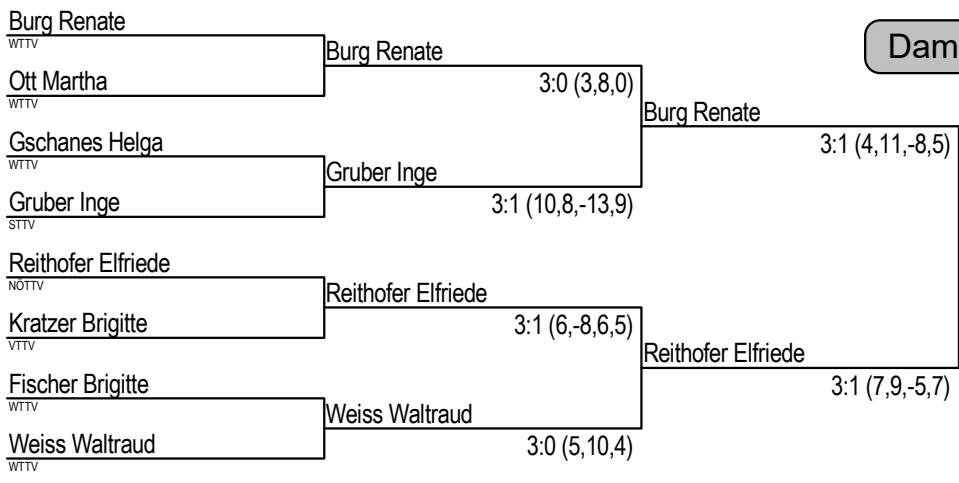 Burg Renate
WTTV
Burg Renate
Dam
Ott Martha
3:0 (3,8,0)
WTTV
Burg Renate
Gschanes Helga
3:1 (4,11,-8,5)
WTTV
Gruber Inge
Gruber Inge
3:1 (10,8,-13,9)
STTV
Reithofer Elfriede
NÖTTV
Reithofer Elfriede
Kratzer Brigitte
3:1 (6,-8,6,5)
VTTV
Reithofer Elfriede
Fischer Brigitte
3:1 (7,9,-5,7)
WTTV
Weiss Waltraud
Weiss Waltraud
3:0 (5,10,4)
WTTV